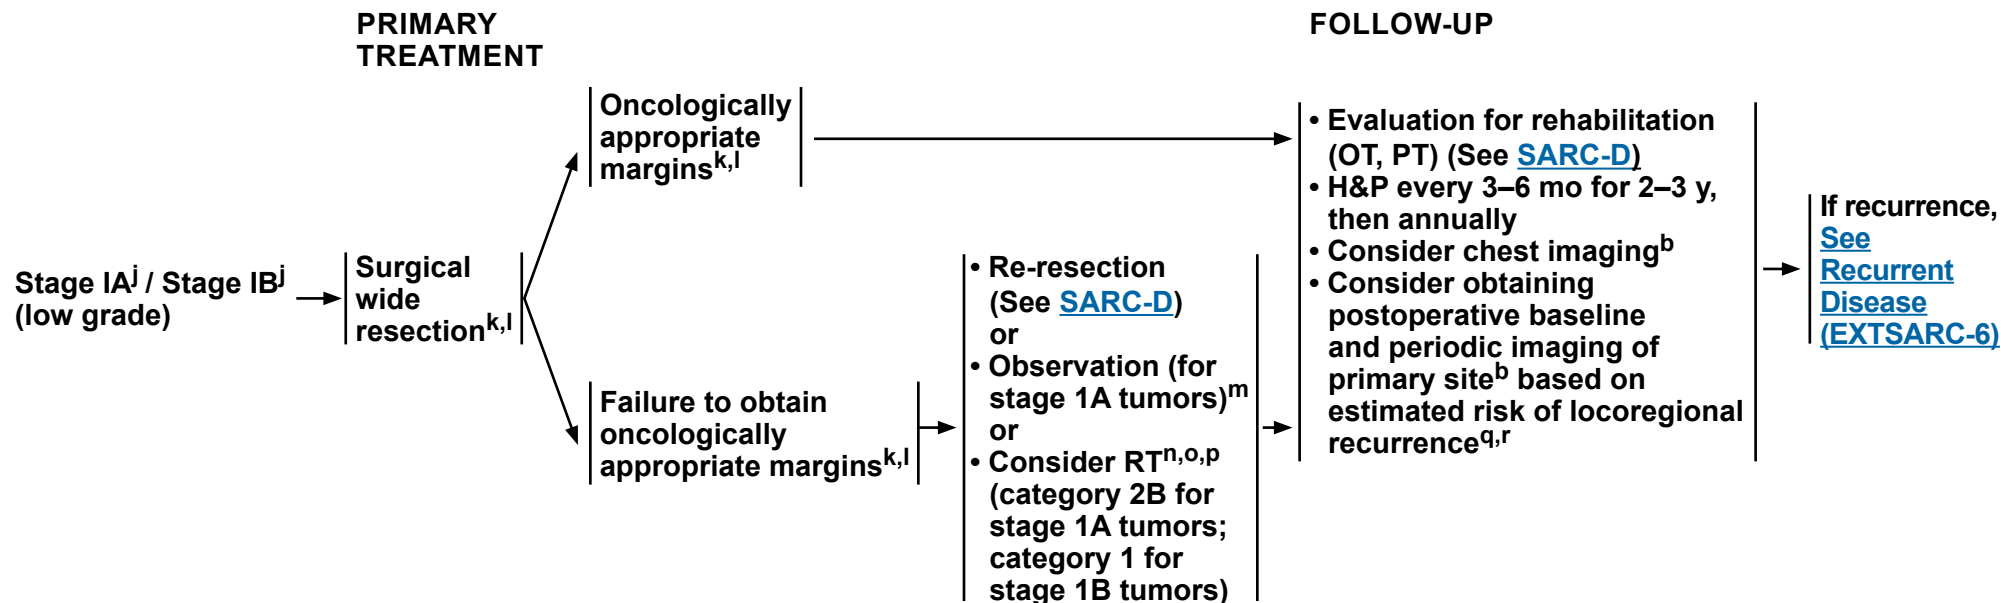 PRIMARY
TREATMENT
FOLLOW-UP
Stage IAj / Stage IBj
(low grade)
Surgical
wide
resectionk,l
Oncologically
appropriate
marginsk,l
Failure to obtain
oncologically
appropriate marginsk,l
• Re-resection
(See SARC-D)
or
• Observation (for
stage 1A tumors)m
or
• Consider RTn,o,p
(category 2B for
stage 1A tumors;
category 1 for
stage 1B tumors)
• Evaluation for rehabilitation
(OT, PT) (See SARC-D)
• H&P every 3–6 mo for 2–3 y,
then annually
• Consider chest imagingb
• Consider obtaining
postoperative baseline
and periodic imaging of
primary siteb based on
estimated risk of locoregional
recurrenceq,r
If recurrence,
See
Recurrent
Disease
(EXTSARC-6)